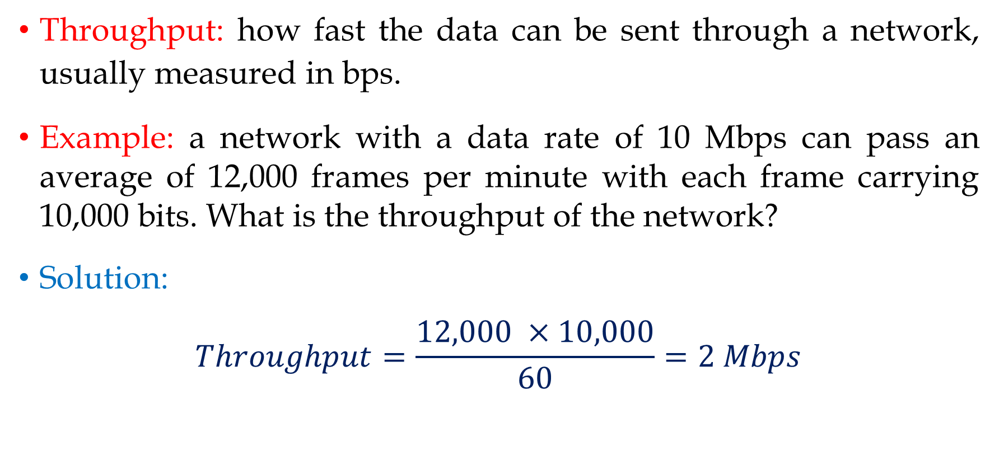 • Throughput: how fast the data can be sent through a network,
usually measured in bps.
• Example: a network with a data rate of 10 Mbps can pass an
average of 12,000 frames per minute with each frame carrying
10,000 bits. What is the throughput of the network?
• Solution:
Throughput = 12,000 × 10,000 / 60 = 2 Mbps